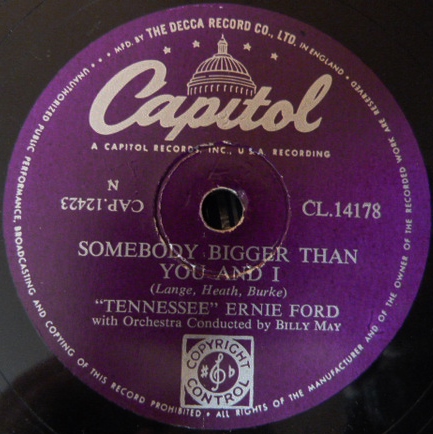 MFD. BY THE DECCA RECORD CO., LTD. IN ENGLAND • ALL RIGHTS OF THE MANUFACTURER AND OF THE OWNER OF THE RECORDED WORK ARE RESERVED
UNAUTHORIZED PUBLIC PERFORMANCE, BROADCASTING AND COPYING OF THIS RECORD PROHIBITED •
Capitol
A CAPITOL RECORDS, INC., U.S.A. RECORDING
CAP.12423
N
CL.14178
SOMEBODY BIGGER THAN
YOU AND I
(Lange, Heath, Burke)
"TENNESSEE" ERNIE FORD
with Orchestra Conducted by BILLY MAY
COPYRIGHT
CONTROL